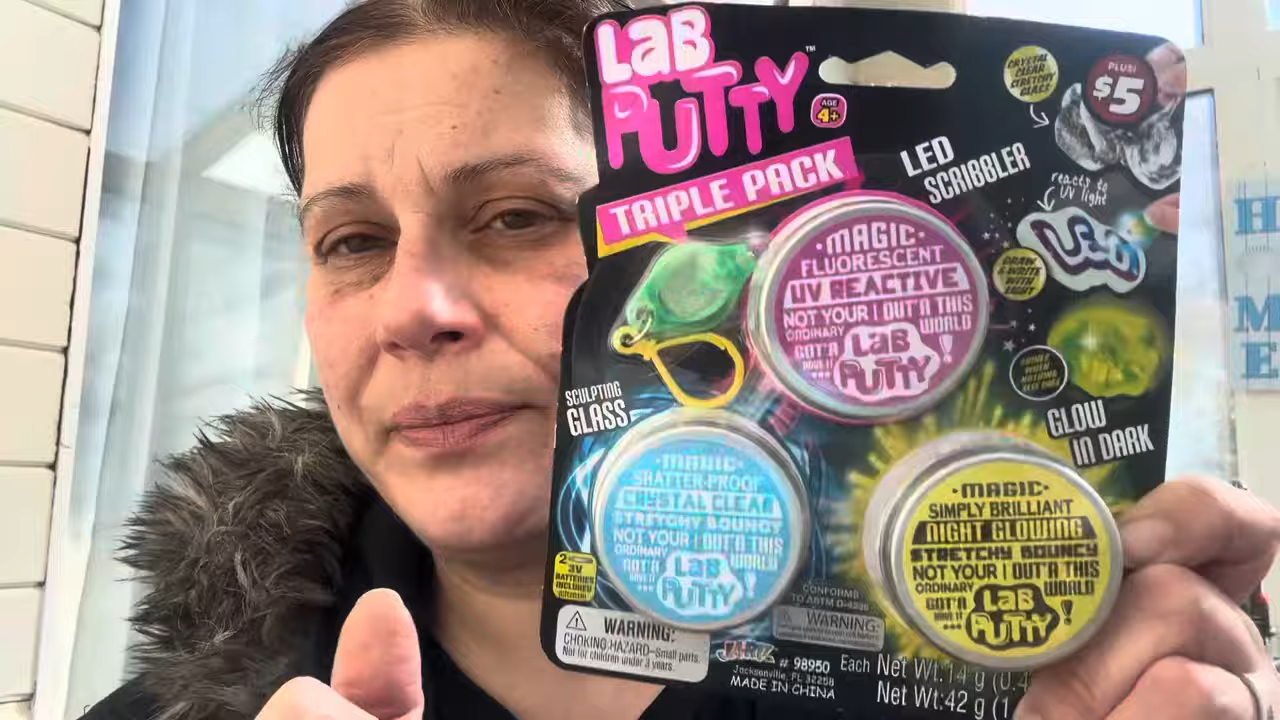 LaB
PUTTY™
AGE
4+
TRIPLE PACK
LED
SCRIBBLER
CRYSTAL
CLEAR
STRETCHY
GLASS
PLUS!
$5
reacts to
UV light
DRAW
& WRITE
WITH
LIGHT
GLOW
IN DARK
SCULPTING
GLASS
·MAGIC·
FLUORESCENT
UV REACTIVE
NOT YOUR | OUT'A THIS
ORDINARY WORLD
GOT'A
HAVE IT
...
LaB
PUTTY!
·MAGIC·
SHATTER-PROOF
CRYSTAL CLEAR
STRETCHY BOUNCY
NOT YOUR | OUT'A THIS
ORDINARY WORLD
GOT'A
HAVE IT
LaB
PUTTY!
·MAGIC·
SIMPLY BRILLIANT
NIGHT GLOWING
STRETCHY BOUNCY
NOT YOUR | OUT'A THIS
ORDINARY WORLD
GOT'A
HAVE IT
...
LaB
PUTTY!
2
3V
BATTERIES
INCLUDED
WARNING:
CHOKING HAZARD–Small parts.
Not for children under 3 years.
CONFORMS
TO ASTM D-4236
WARNING:
JA-RU
# 98950
Jacksonville, FL 32258
MADE IN CHINA
Each Net Wt.14 g (0.4
Net Wt.42 g (1
H
M
E